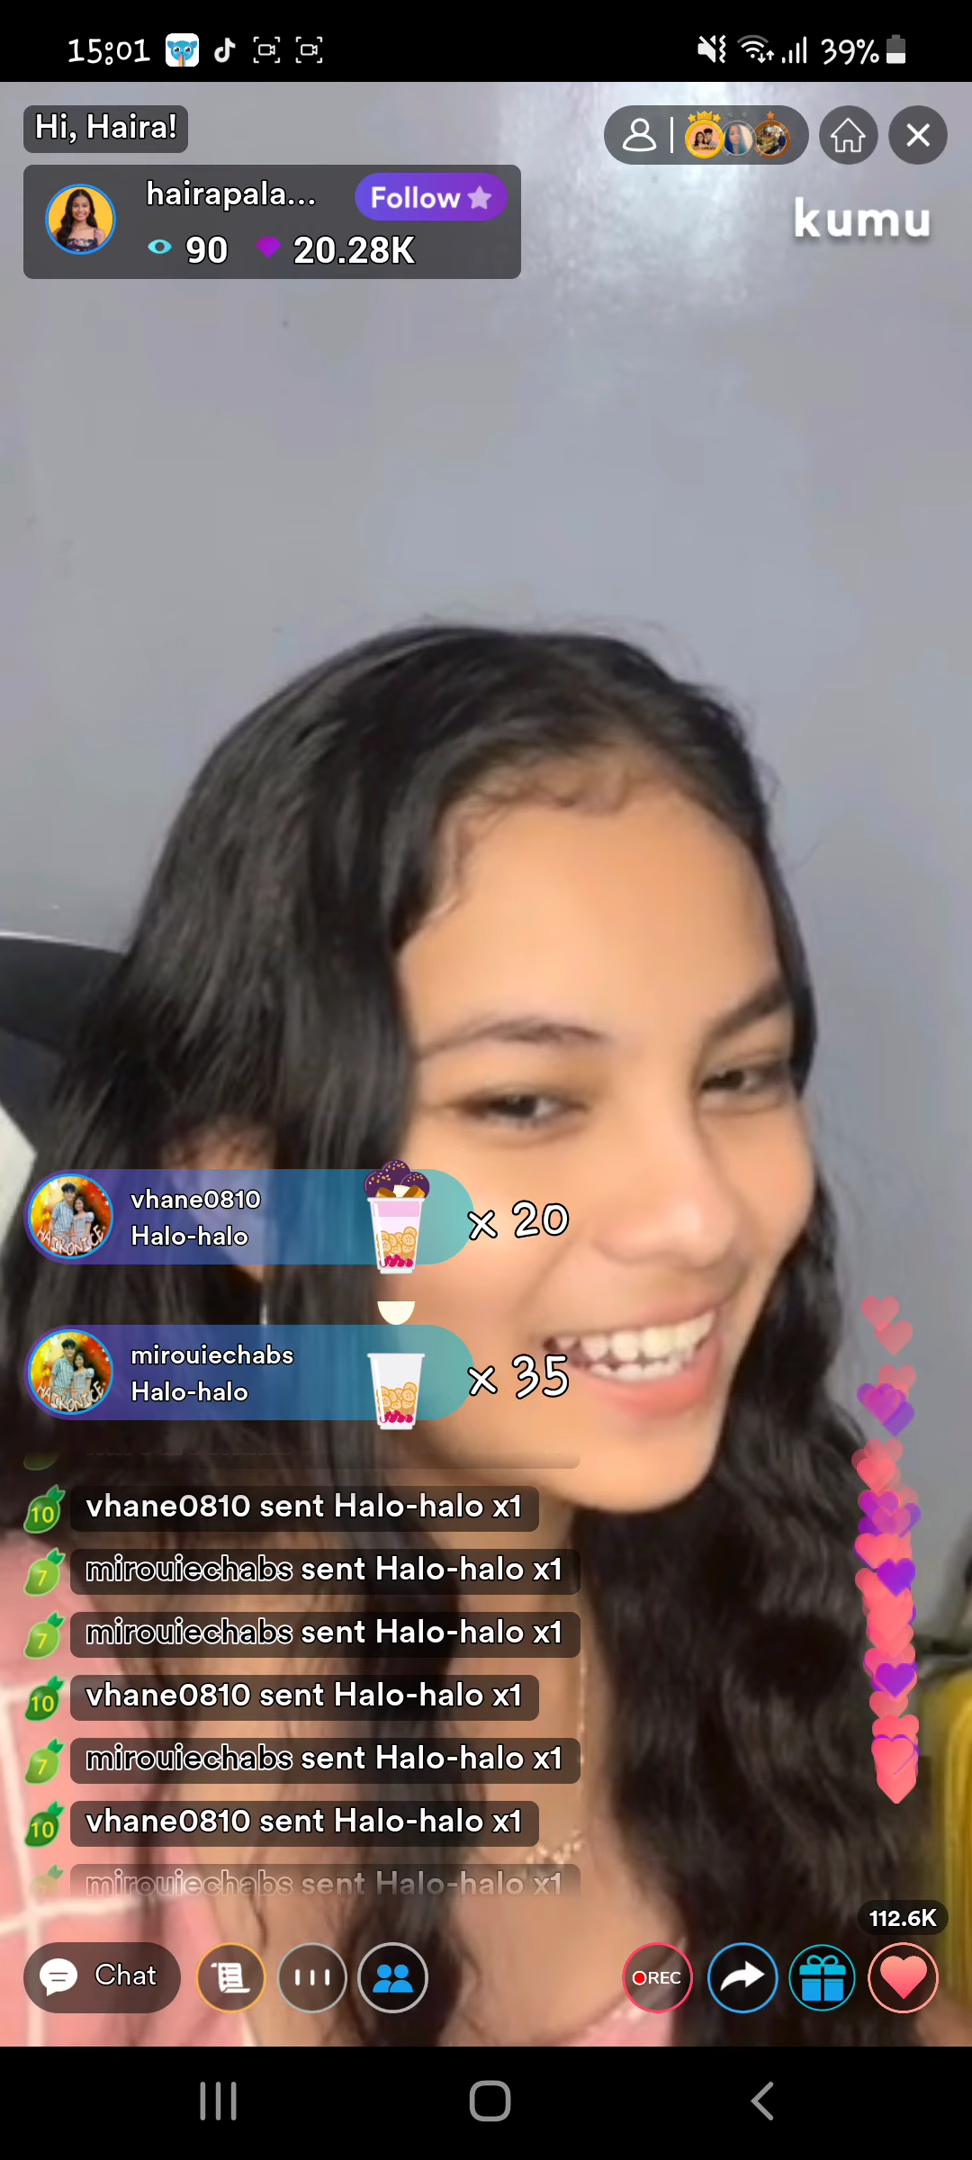 15:01
39%
Hi, Haira!
hairapala... Follow
90 20.28K
kumu
vhane0810
Halo-halo
x 20
mirouiechabs
Halo-halo
x 35
10 vhane0810 sent Halo-halo x1
7 mirouiechabs sent Halo-halo x1
7 mirouiechabs sent Halo-halo x1
10 vhane0810 sent Halo-halo x1
7 mirouiechabs sent Halo-halo x1
10 vhane0810 sent Halo-halo x1
mirouiechabs sent Halo-halo x1
112.6K
Chat
REC